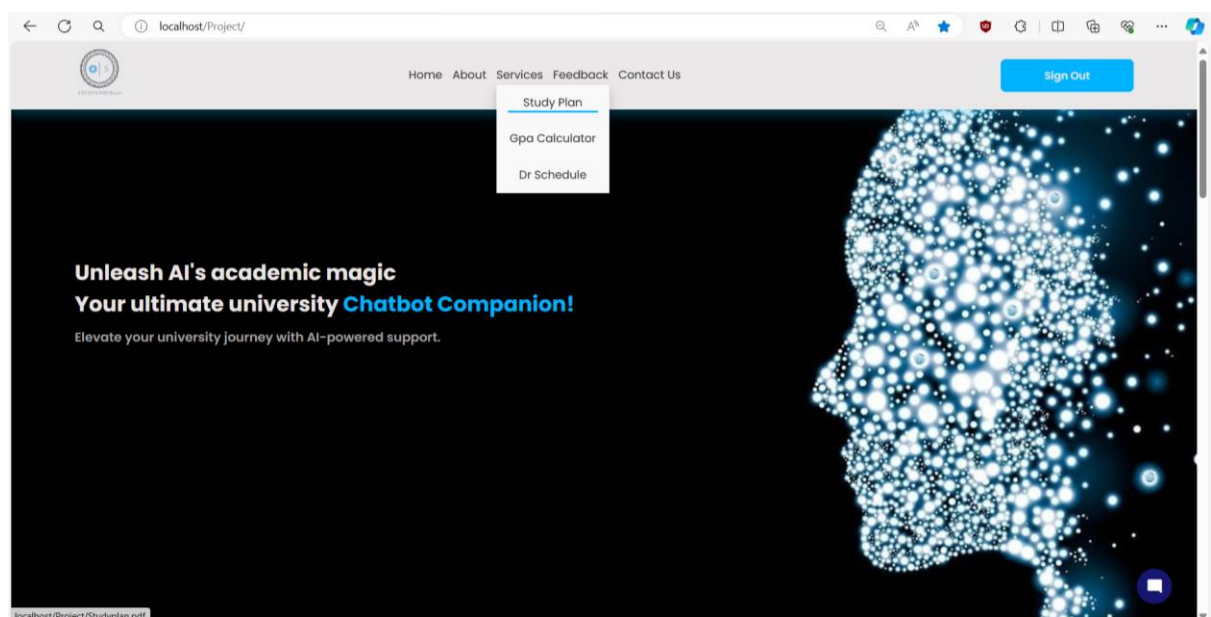 localhost/Project/
Home About Services Feedback Contact Us
Sign Out
Study Plan
Gpa Calculator
Dr Schedule
Unleash AI's academic magic
Your ultimate university Chatbot Companion!
Elevate your university journey with AI-powered support.
localhost/Project/Studyplan.pdf